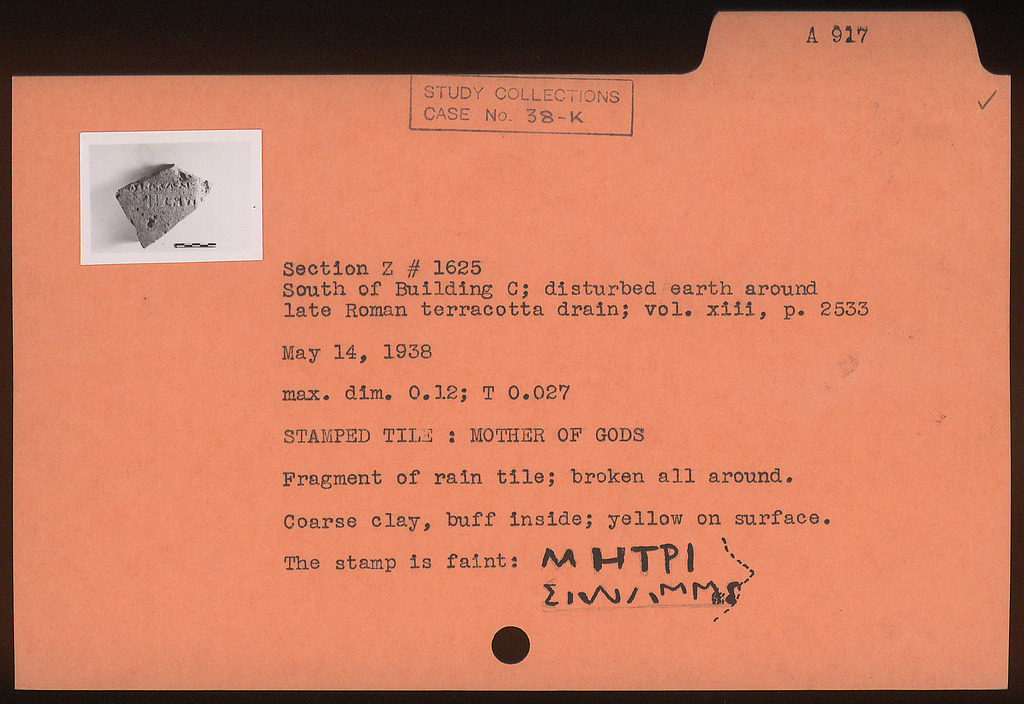 A 917
STUDY COLLECTIONS
CASE No. 38-K
Section Z # 1625
South of Building C; disturbed earth around
late Roman terracotta drain; vol. xiii, p. 2533
May 14, 1938
max. dim. 0.12; T 0.027
STAMPED TILE : MOTHER OF GODS
Fragment of rain tile; broken all around.
Coarse clay, buff inside; yellow on surface.
The stamp is faint: ΜΗΤΡΙ